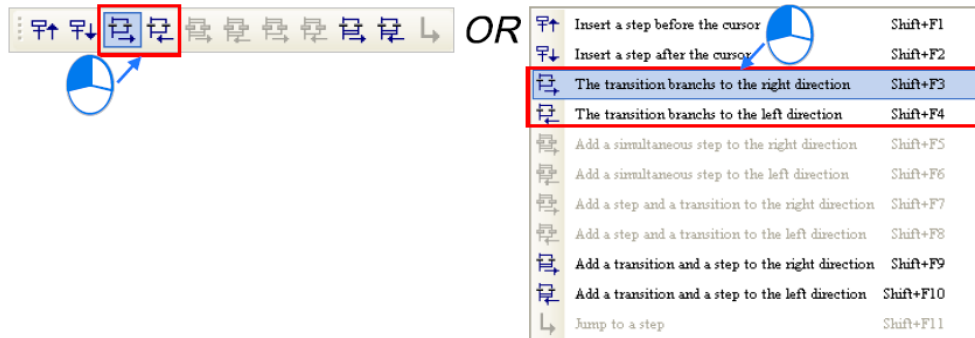 OR
Insert a step before the cursor Shift+F1
Insert a step after the cursor Shift+F2
The transition branchs to the right direction Shift+F3
The transition branchs to the left direction Shift+F4
Add a simultaneous step to the right direction Shift+F5
Add a simultaneous step to the left direction Shift+F6
Add a step and a transition to the right direction Shift+F7
Add a step and a transition to the left direction Shift+F8
Add a transition and a step to the right direction Shift+F9
Add a transition and a step to the left direction Shift+F10
Jump to a step Shift+F11